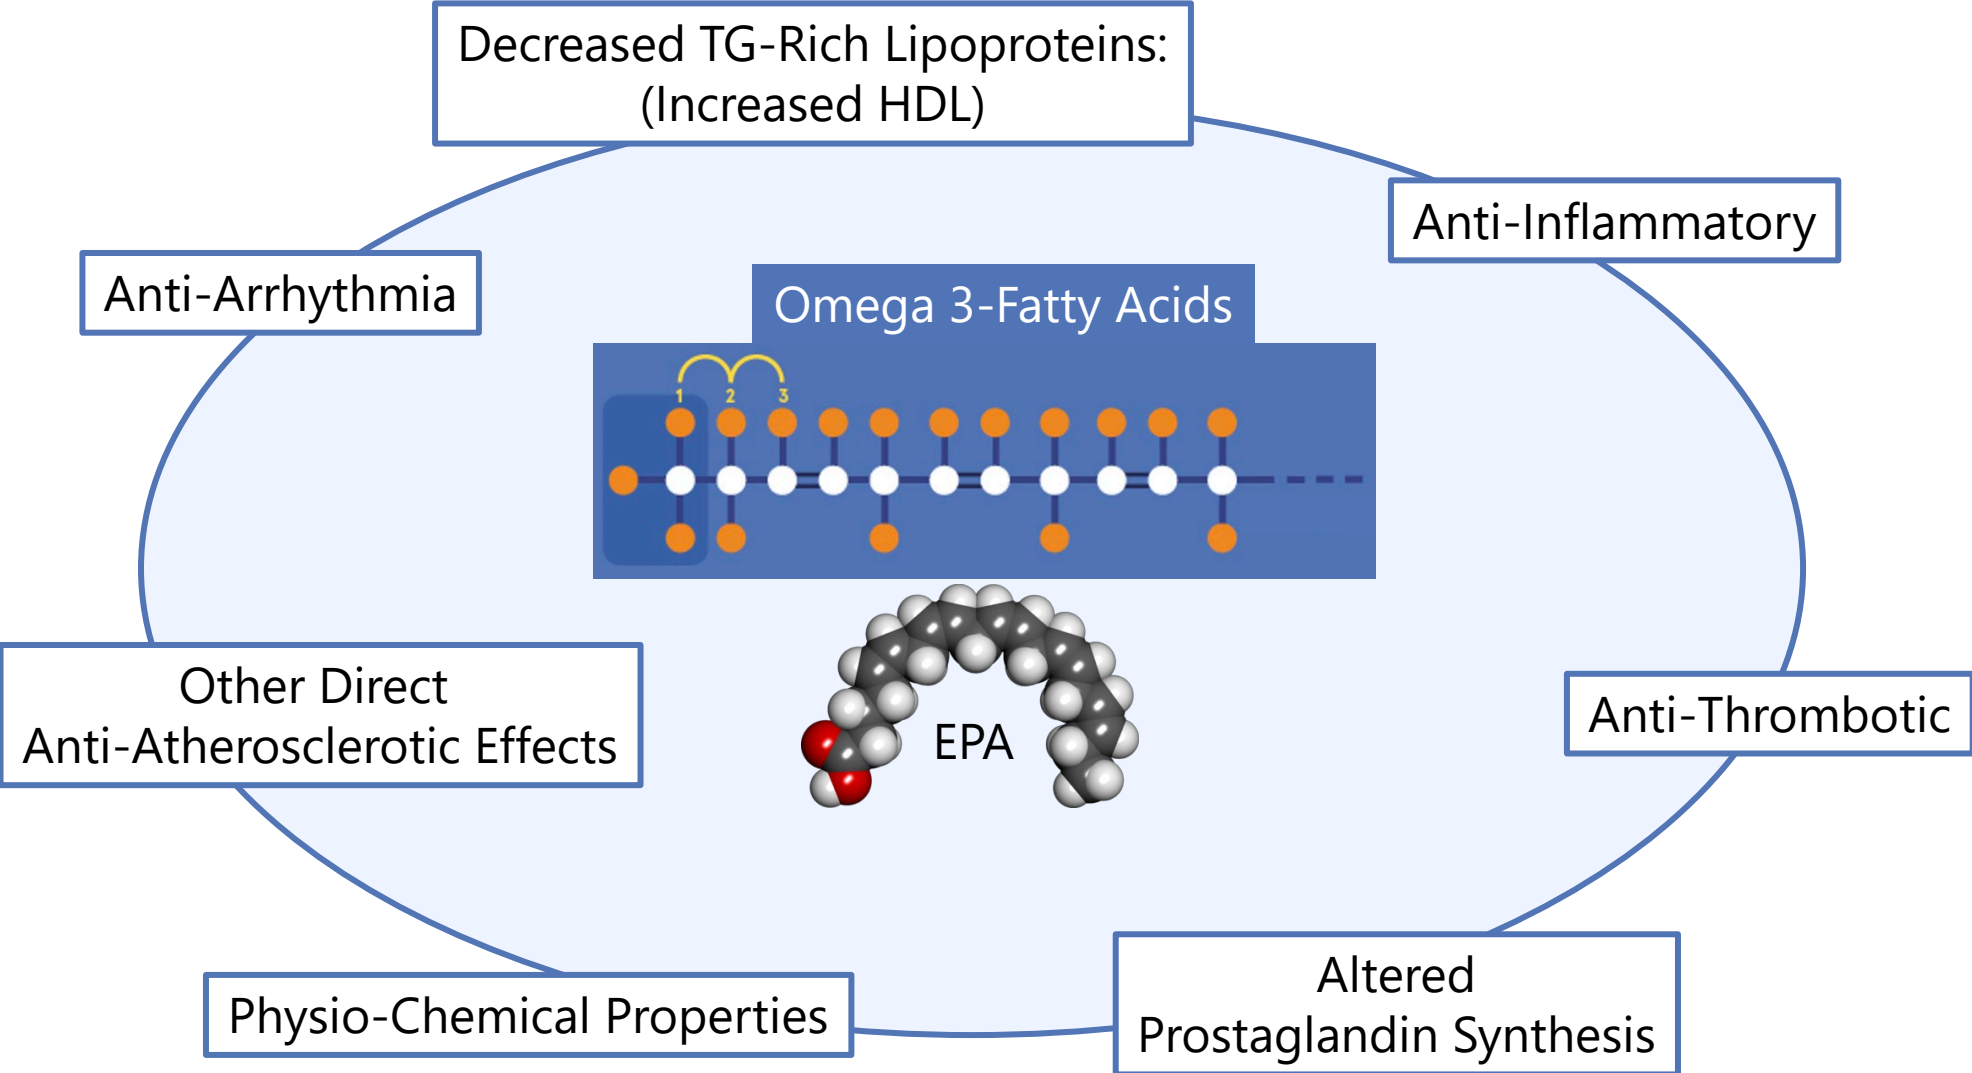 Decreased TG-Rich Lipoproteins:
(Increased HDL)
Anti-Inflammatory
Anti-Arrhythmia
Omega 3-Fatty Acids
1 2 3
Other Direct
Anti-Atherosclerotic Effects
EPA
Anti-Thrombotic
Physio-Chemical Properties
Altered
Prostaglandin Synthesis